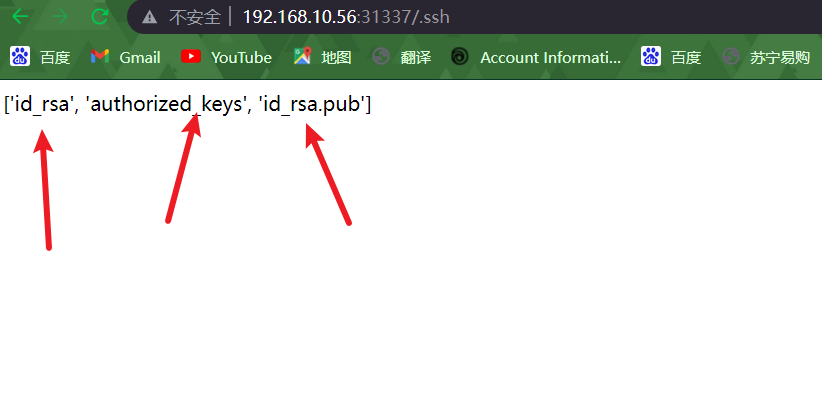 不安全 192.168.10.56:31337/.ssh
百度 Gmail YouTube 地图 翻译 Account Informati... 百度 苏宁易购
['id_rsa', 'authorized_keys', 'id_rsa.pub']